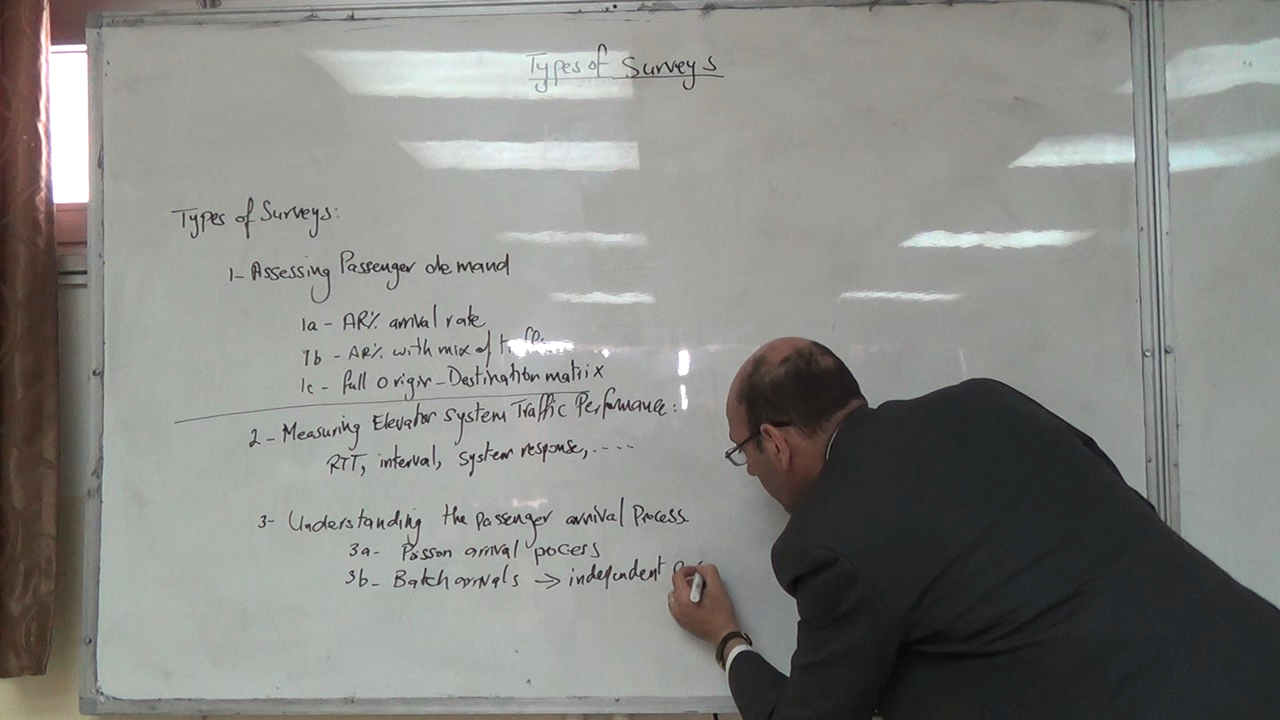 Types of Surveys
Types of Surveys:
1- Assessing Passenger demand
1a - AR% arrival rate
1b - AR% with mix of
1c - full origin-Destination matrix
2- Measuring Elevator system Traffic Performance:
RTT, interval, system response, ....
3- Understanding the passenger arrival Process.
3a- Poisson arrival pocess
3b- Batch arrivals → independent